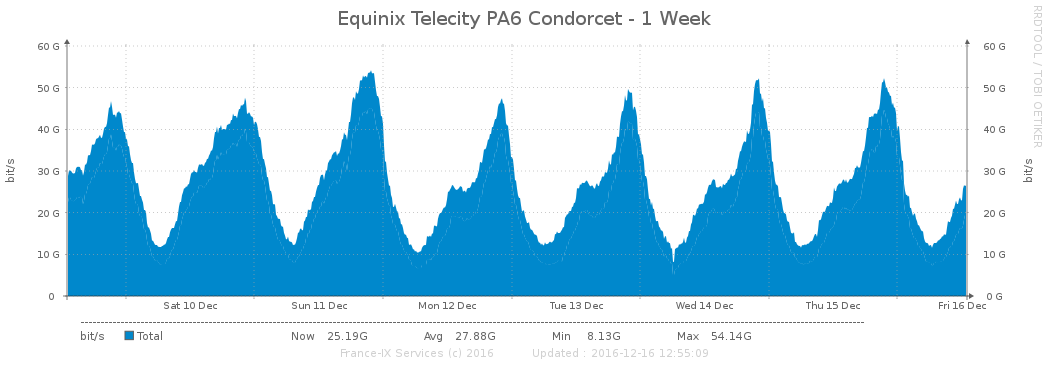 Equinix Telecity PA6 Condorcet - 1 Week
RRDTOOL / TOBI OETIKER
60 G 60 G
50 G 50 G
40 G 40 G
30 G 30 G
20 G 20 G
10 G 10 G
0 0 G
bit/s
bit/s
Sat 10 Dec Sun 11 Dec Mon 12 Dec Tue 13 Dec Wed 14 Dec Thu 15 Dec Fri 16 Dec
bit/s Total Now 25.19G Avg 27.88G Min 8.13G Max 54.14G
France-IX Services (c) 2016 Updated : 2016-12-16 12:55:09